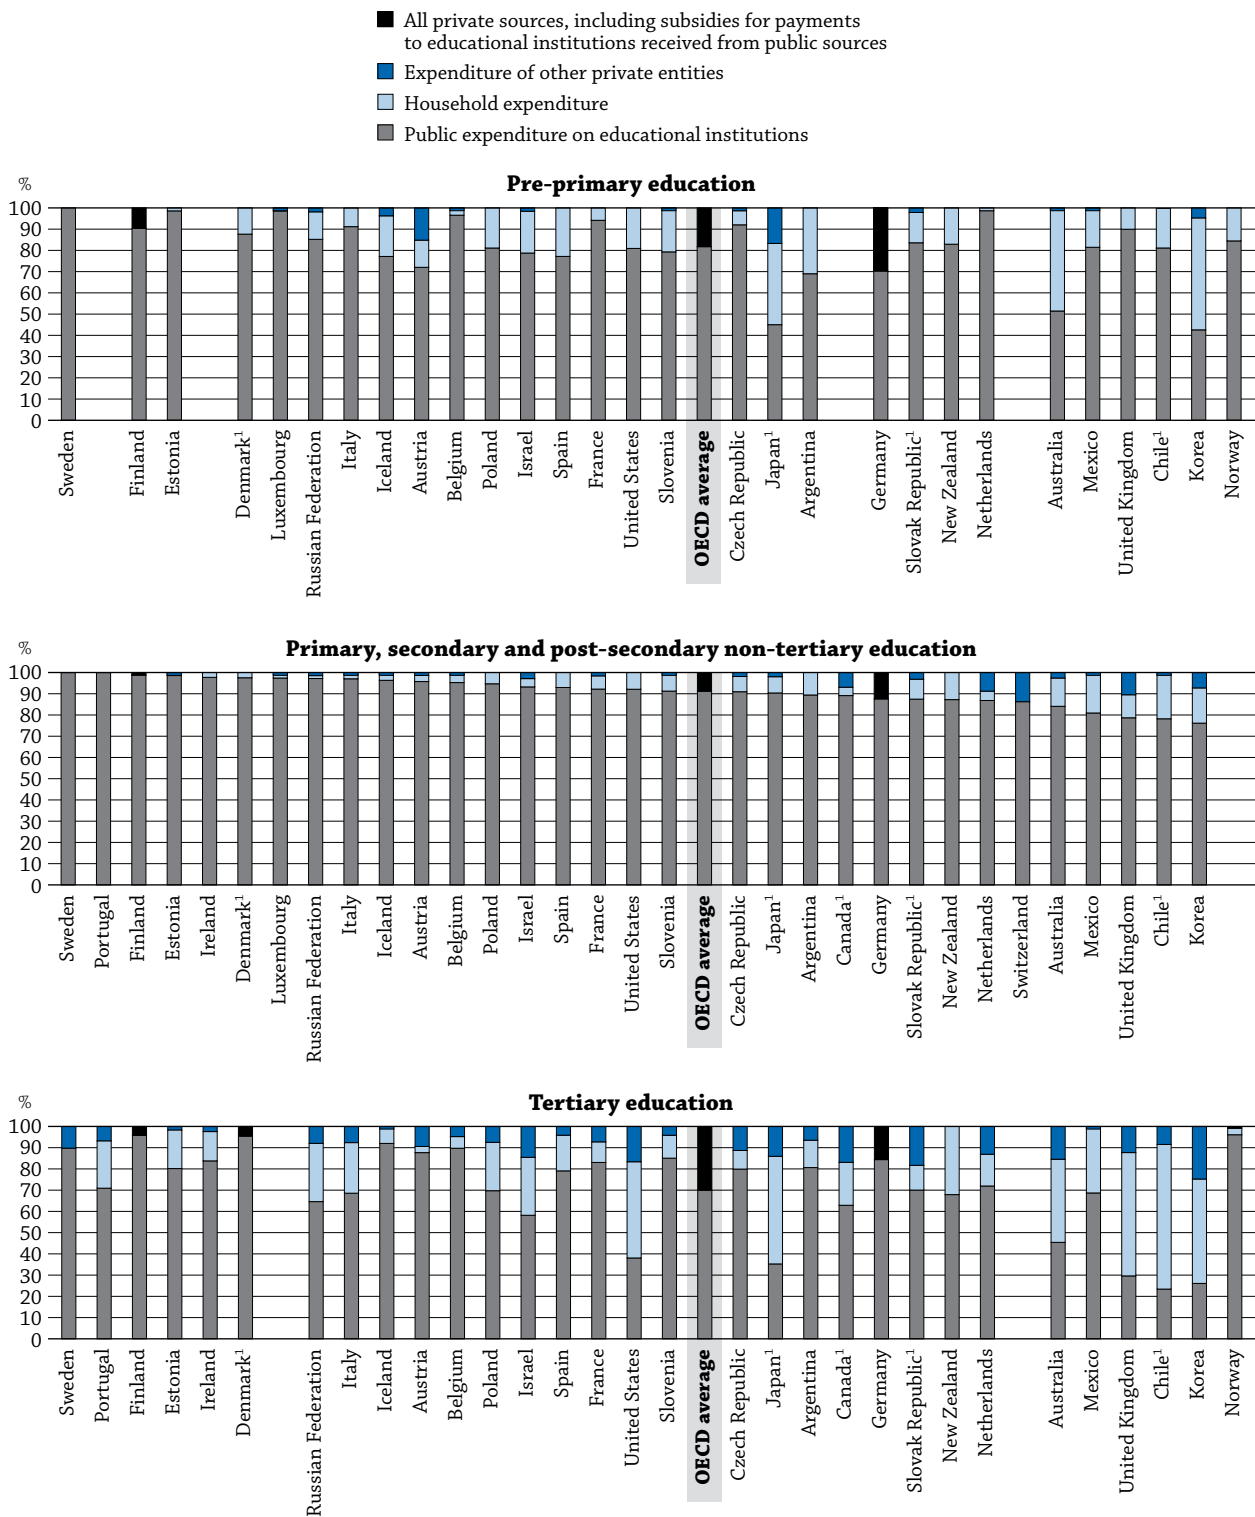 All private sources, including subsidies for payments
to educational institutions received from public sources
Expenditure of other private entities
Household expenditure
Public expenditure on educational institutions
%
Pre-primary education
100
90
80
70
60
50
40
30
20
10
0
Sweden
Finland
Estonia
Denmark¹
Luxembourg
Russian Federation
Italy
Iceland
Austria
Belgium
Poland
Israel
Spain
France
United States
Slovenia
OECD average
Czech Republic
Japan¹
Argentina
Germany
Slovak Republic¹
New Zealand
Netherlands
Australia
Mexico
United Kingdom
Chile¹
Korea
Norway
%
Primary, secondary and post-secondary non-tertiary education
100
90
80
70
60
50
40
30
20
10
0
Sweden
Portugal
Finland
Estonia
Ireland
Denmark¹
Luxembourg
Russian Federation
Italy
Iceland
Austria
Belgium
Poland
Israel
Spain
France
United States
Slovenia
OECD average
Czech Republic
Japan¹
Argentina
Canada¹
Germany
Slovak Republic¹
New Zealand
Netherlands
Switzerland
Australia
Mexico
United Kingdom
Chile¹
Korea
%
Tertiary education
100
90
80
70
60
50
40
30
20
10
0
Sweden
Portugal
Finland
Estonia
Ireland
Denmark¹
Russian Federation
Italy
Iceland
Austria
Belgium
Poland
Israel
Spain
France
United States
Slovenia
OECD average
Czech Republic
Japan¹
Argentina
Canada¹
Germany
Slovak Republic¹
New Zealand
Netherlands
Australia
Mexico
United Kingdom
Chile¹
Korea
Norway